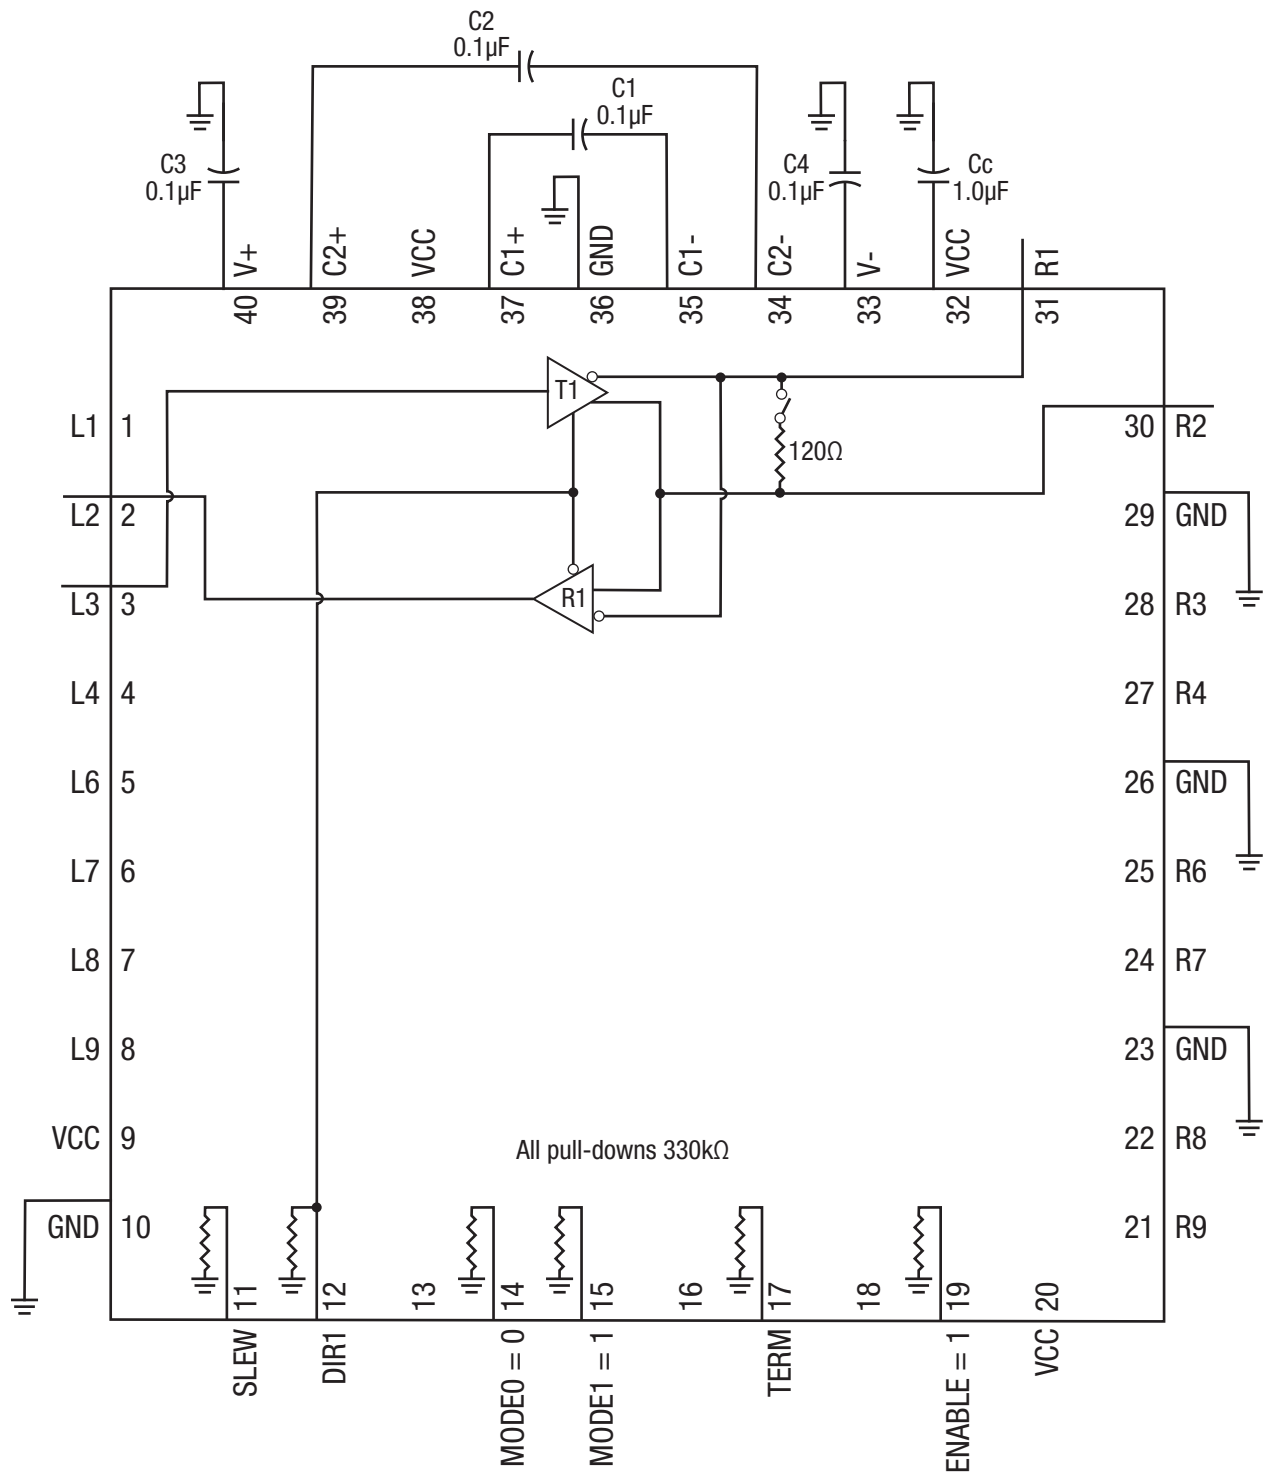 C2
0.1µF
C1
0.1µF
C3
0.1µF
C4
0.1µF
Cc
1.0µF
V+
C2+
VCC
C1+
GND
C1-
C2-
V-
VCC
R1
40
39
38
37
36
35
34
33
32
31
T1
L1 1
30 R2
120Ω
L2 2
29 GND
R1
L3 3
28 R3
L4 4
27 R4
L6 5
26 GND
L7 6
25 R6
L8 7
24 R7
L9 8
23 GND
VCC 9
22 R8
All pull-downs 330kΩ
GND 10
21 R9
11
12
13
14
15
16
17
18
19
20
SLEW
DIR1
MODE0 = 0
MODE1 = 1
TERM
ENABLE = 1
VCC